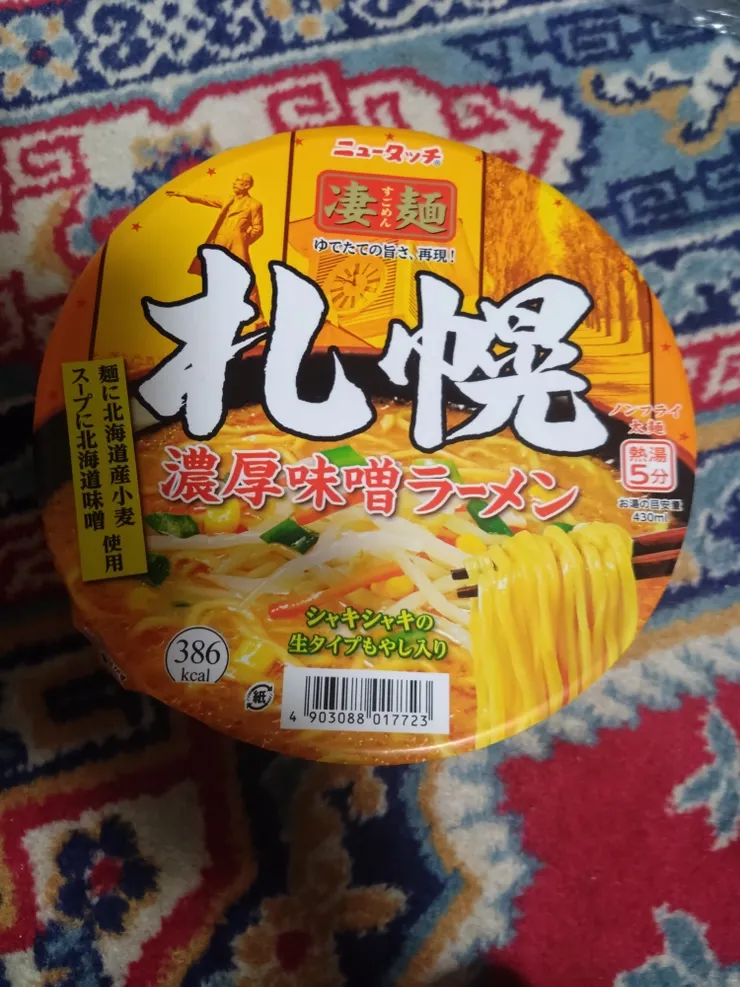 ニュータッチ
凄麺
すごめん
ゆでたての旨さ、再現!
札幌
濃厚味噌ラーメン
麺に北海道産小麦
スープに北海道味噌 使用
ノンフライ
太麺
熱湯
5分
お湯の目安量
430ml
シャキシャキの
生タイプもやし入り
386
kcal
紙
4 903088 017723